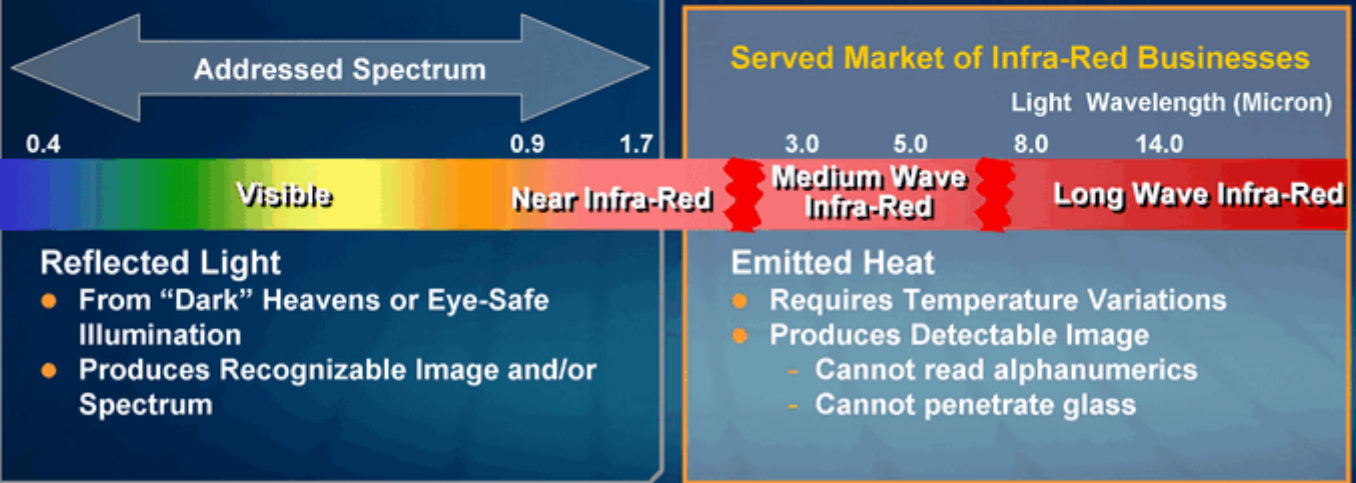 Addressed Spectrum
0.4
0.9
1.7
Visible
Near Infra-Red
Reflected Light
From “Dark” Heavens or Eye-Safe
Illumination
Produces Recognizable Image and/or
Spectrum
Served Market of Infra-Red Businesses
Light Wavelength (Micron)
3.0
5.0
8.0
14.0
Medium Wave
Infra-Red
Long Wave Infra-Red
Emitted Heat
Requires Temperature Variations
Produces Detectable Image
- Cannot read alphanumerics
- Cannot penetrate glass